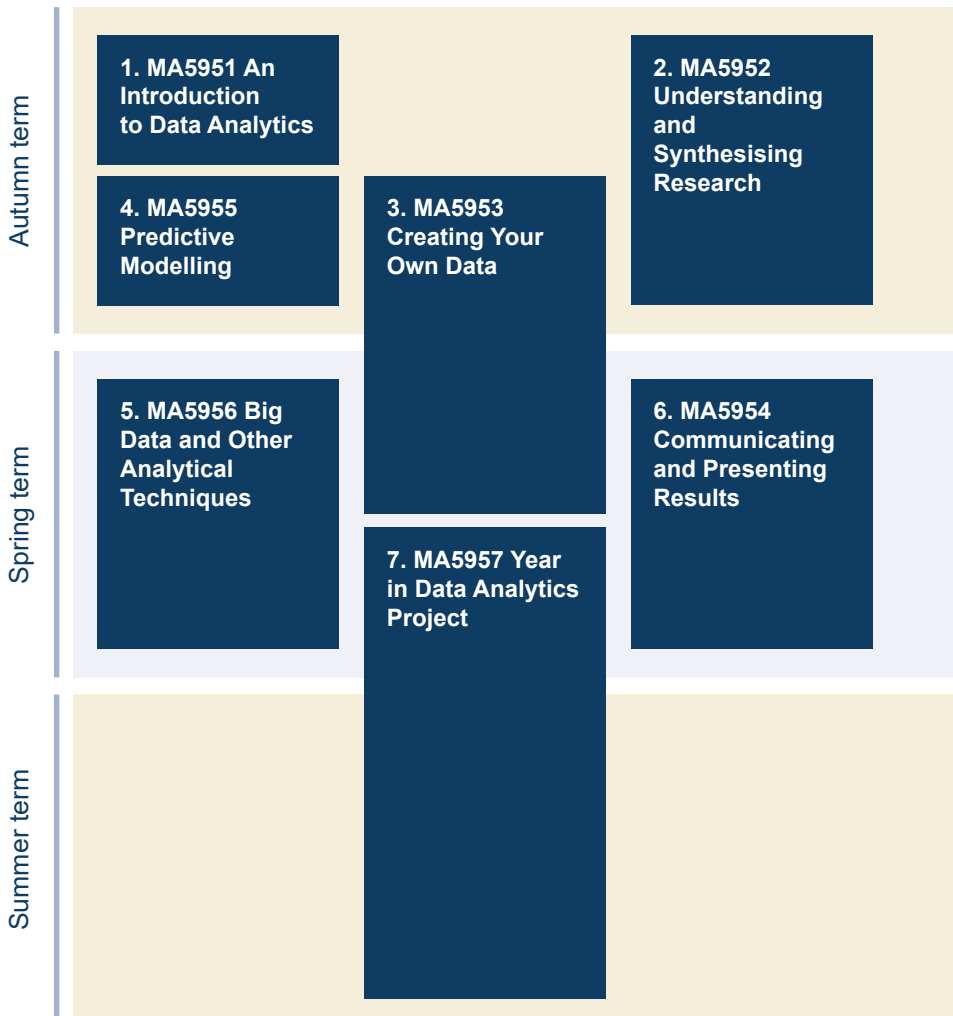 Autumn term
1. MA5951 An
Introduction
to Data Analytics
2. MA5952
Understanding
and
Synthesising
Research
4. MA5955
Predictive
Modelling
3. MA5953
Creating Your
Own Data
Spring term
5. MA5956 Big
Data and Other
Analytical
Techniques
6. MA5954
Communicating
and Presenting
Results
7. MA5957 Year
in Data Analytics
Project
Summer term